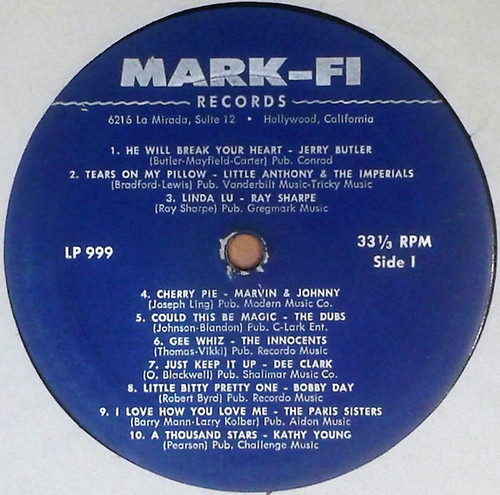 MARK-FI
RECORDS
6216 La Mirada, Suite 12 • Hollywood, California
1. HE WILL BREAK YOUR HEART - JERRY BUTLER
(Butler-Mayfield-Carter) Pub. Conrad
2. TEARS ON MY PILLOW - LITTLE ANTHONY & THE IMPERIALS
(Bradford-Lewis) Pub. Vanderbilt Music-Tricky Music
3. LINDA LU - RAY SHARPE
(Ray Sharpe) Pub. Gregmark Music
LP 999
33⅓ RPM
Side I
4. CHERRY PIE - MARVIN & JOHNNY
(Joseph Ling) Pub. Modern Music Co.
5. COULD THIS BE MAGIC - THE DUBS
(Johnson-Blandon) Pub. C-Lark Ent.
6. GEE WHIZ - THE INNOCENTS
(Thomas-Vikki) Pub. Recordo Music
7. JUST KEEP IT UP - DEE CLARK
(O. Blackwell) Pub. Shalimar Music Co.
8. LITTLE BITTY PRETTY ONE - BOBBY DAY
(Robert Byrd) Pub. Recordo Music
9. I LOVE HOW YOU LOVE ME - THE PARIS SISTERS
(Barry Mann-Larry Kolber) Pub. Aidon Music
10. A THOUSAND STARS - KATHY YOUNG
(Pearson) Pub. Challenge Music